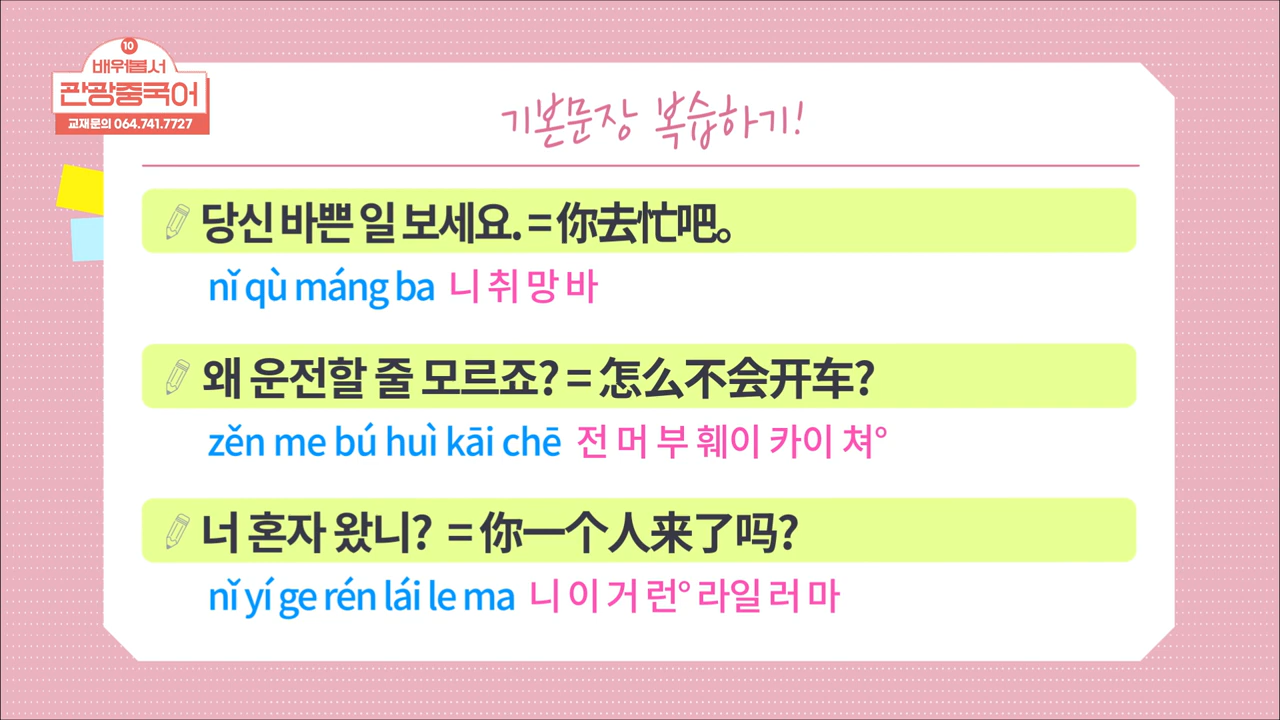 10
배워봅서
관광중국어
교재문의 064.741.7727
기본문장 복습하기!
당신 바쁜 일 보세요. = 你去忙吧。
nǐ qù máng ba 니 취 망 바
왜 운전할 줄 모르죠? = 怎么不会开车?
zěn me bú huì kāi chē 전 머 부 훼이 카이 쳐°
너 혼자 왔니? = 你一个人来了吗?
nǐ yí ge rén lái le ma 니 이 거 런° 라일 러 마